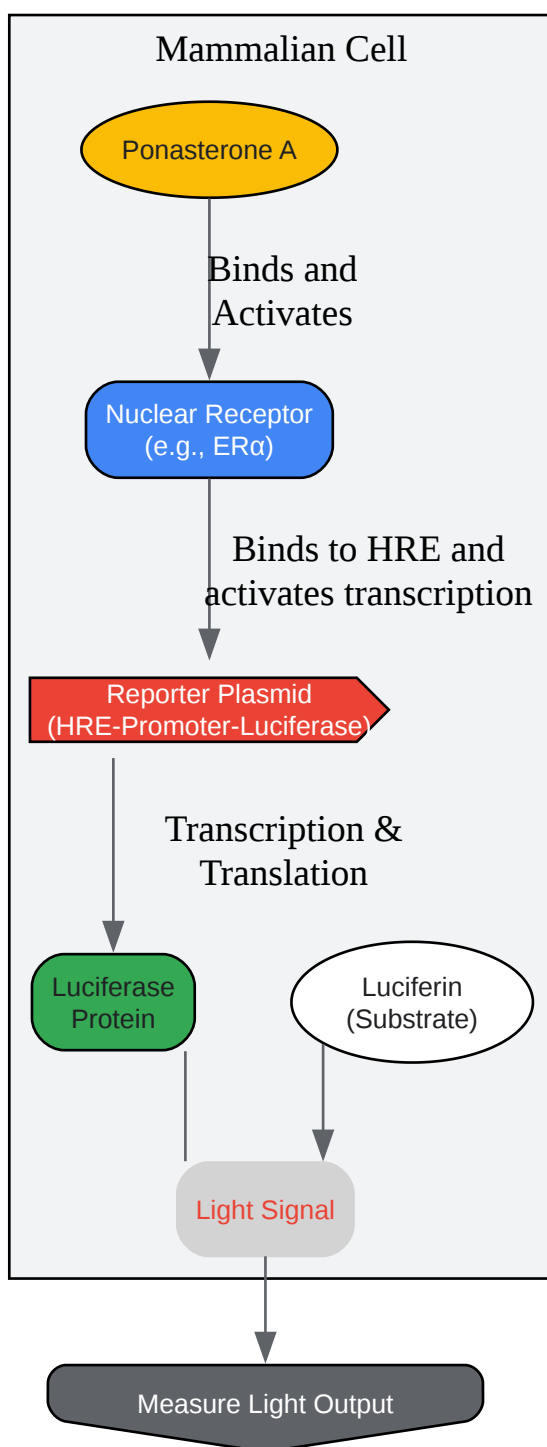 Mammalian Cell
Ponasterone A
Binds and
Activates
Nuclear Receptor
(e.g., ERα)
Binds to HRE and
activates transcription
Reporter Plasmid
(HRE-Promoter-Luciferase)
Transcription &
Translation
Luciferase
Protein
Luciferin
(Substrate)
Light Signal
Measure Light Output